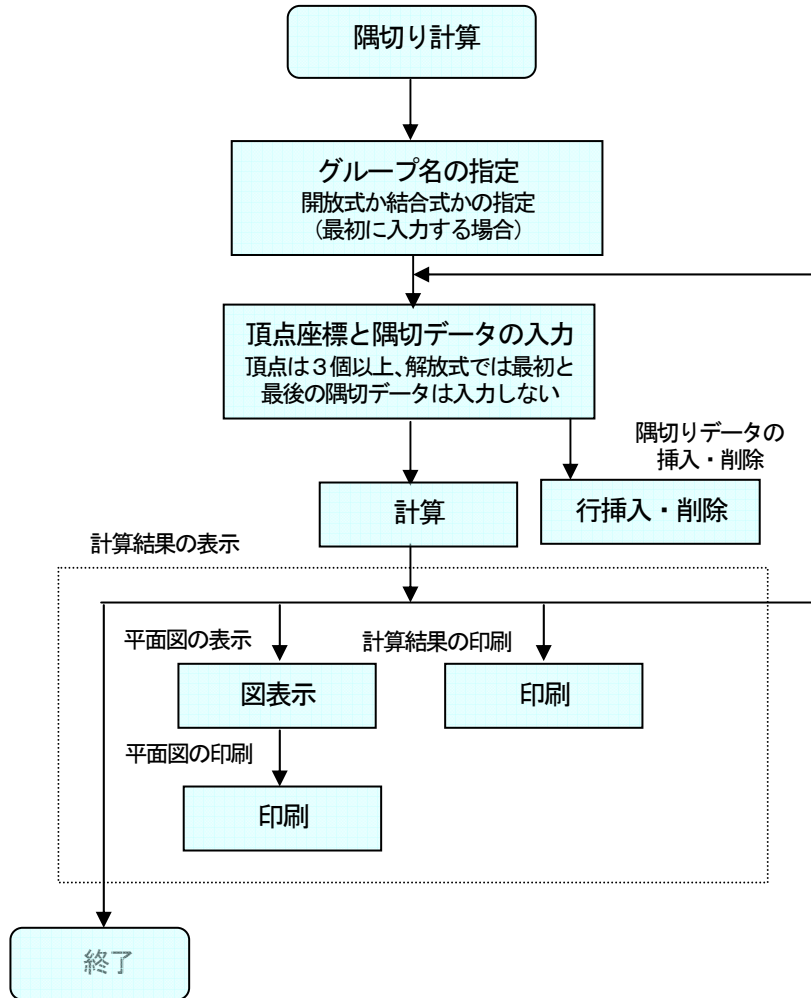 隅切り計算
グループ名の指定
開放式か結合式かの指定
(最初に入力する場合)
頂点座標と隅切データの入力
頂点は３個以上、解放式では最初と
最後の隅切データは入力しない
隅切りデータの
挿入・削除
計算
行挿入・削除
計算結果の表示
平面図の表示
計算結果の印刷
図表示
印刷
平面図の印刷
印刷
終了